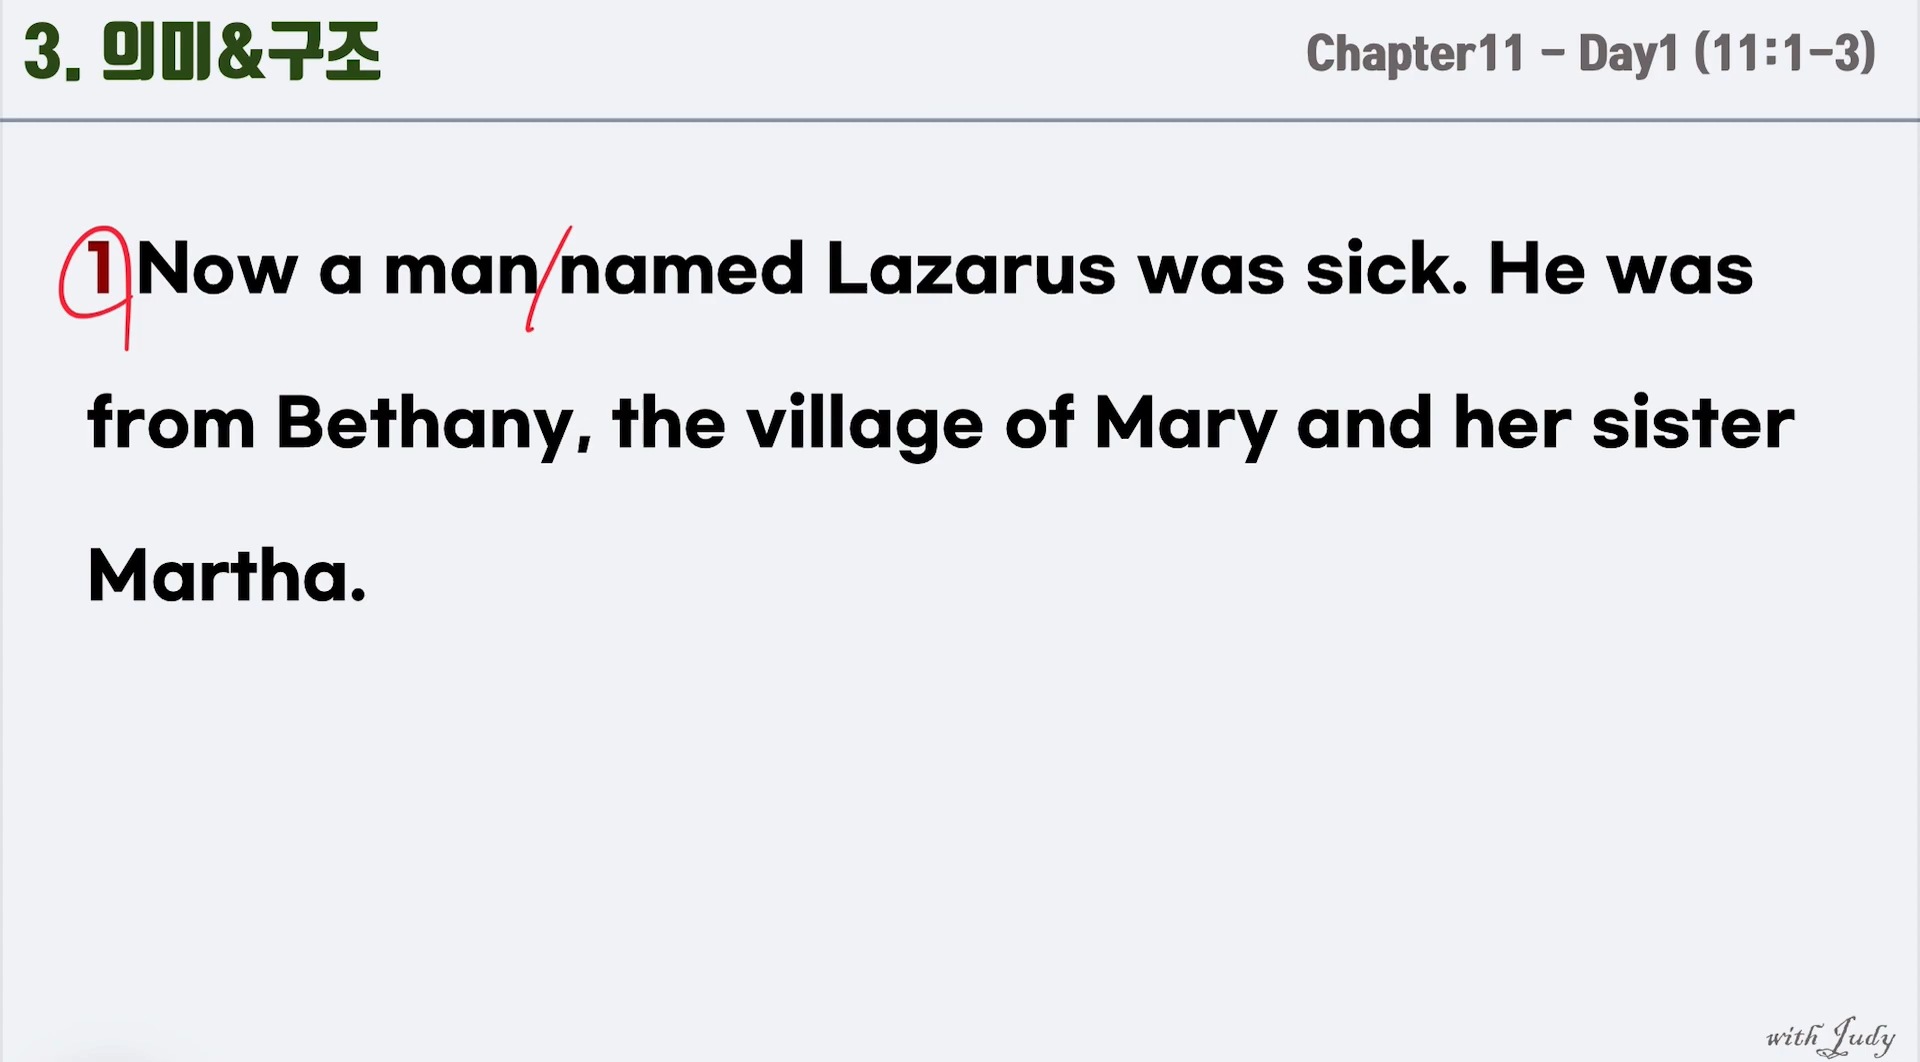 3. 의미&구조
Chapter11 - Day1 (11:1-3)
1 Now a man named Lazarus was sick. He was
from Bethany, the village of Mary and her sister
Martha.
with Judy